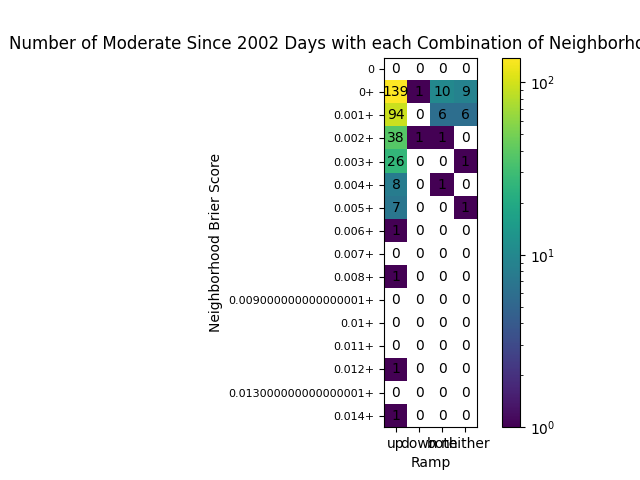 Number of Moderate Since 2002 Days with each Combination of Neighborho
0 0 0 0 0
0+ 139 1 10 9
0.001+ 94 0 6 6
0.002+ 38 1 1 0
0.003+ 26 0 0 1
0.004+ 8 0 1 0
0.005+ 7 0 0 1
0.006+ 1 0 0 0
0.007+ 0 0 0 0
0.008+ 1 0 0 0
0.009000000000000001+ 0 0 0 0
0.01+ 0 0 0 0
0.011+ 0 0 0 0
0.012+ 1 0 0 0
0.013000000000000001+ 0 0 0 0
0.014+ 1 0 0 0
up down both neither
Ramp
Neighborhood Brier Score
10²
10¹
10⁰